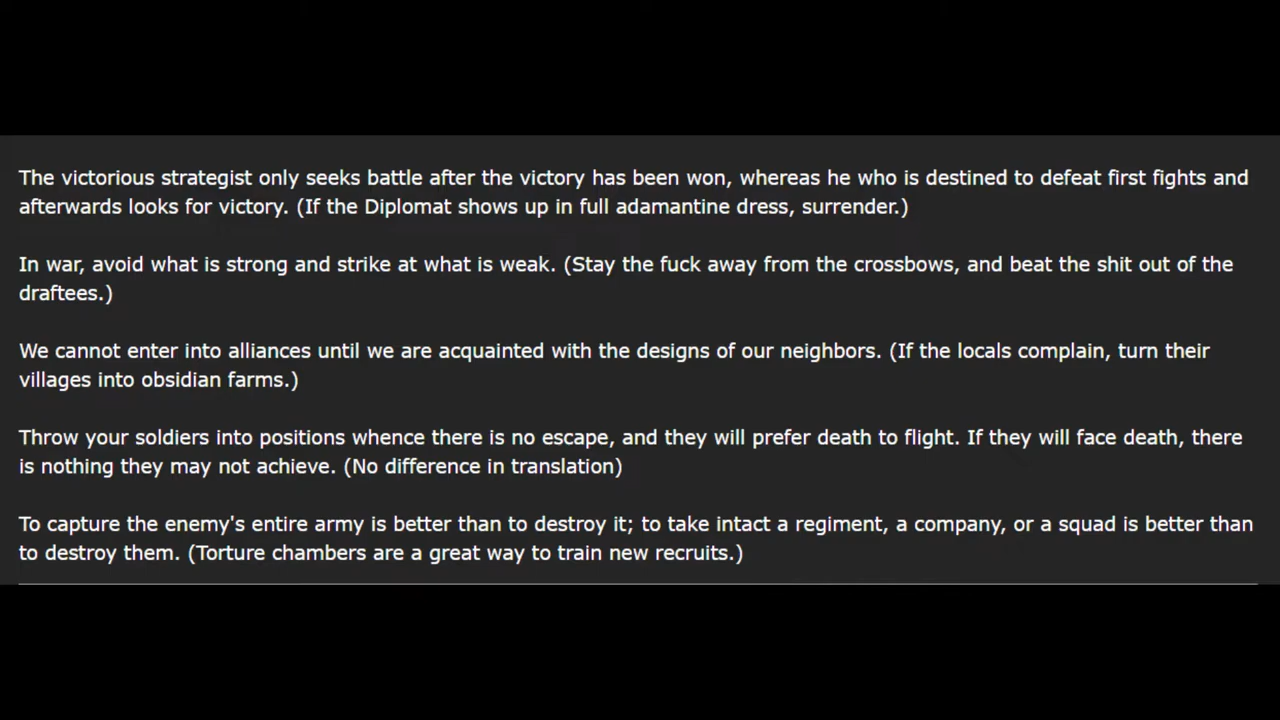 The victorious strategist only seeks battle after the victory has been won, whereas he who is destined to defeat first fights and
afterwards looks for victory. (If the Diplomat shows up in full adamantine dress, surrender.)
In war, avoid what is strong and strike at what is weak. (Stay the fuck away from the crossbows, and beat the shit out of the
draftees.)
We cannot enter into alliances until we are acquainted with the designs of our neighbors. (If the locals complain, turn their
villages into obsidian farms.)
Throw your soldiers into positions whence there is no escape, and they will prefer death to flight. If they will face death, there
is nothing they may not achieve. (No difference in translation)
To capture the enemy's entire army is better than to destroy it; to take intact a regiment, a company, or a squad is better than
to destroy them. (Torture chambers are a great way to train new recruits.)